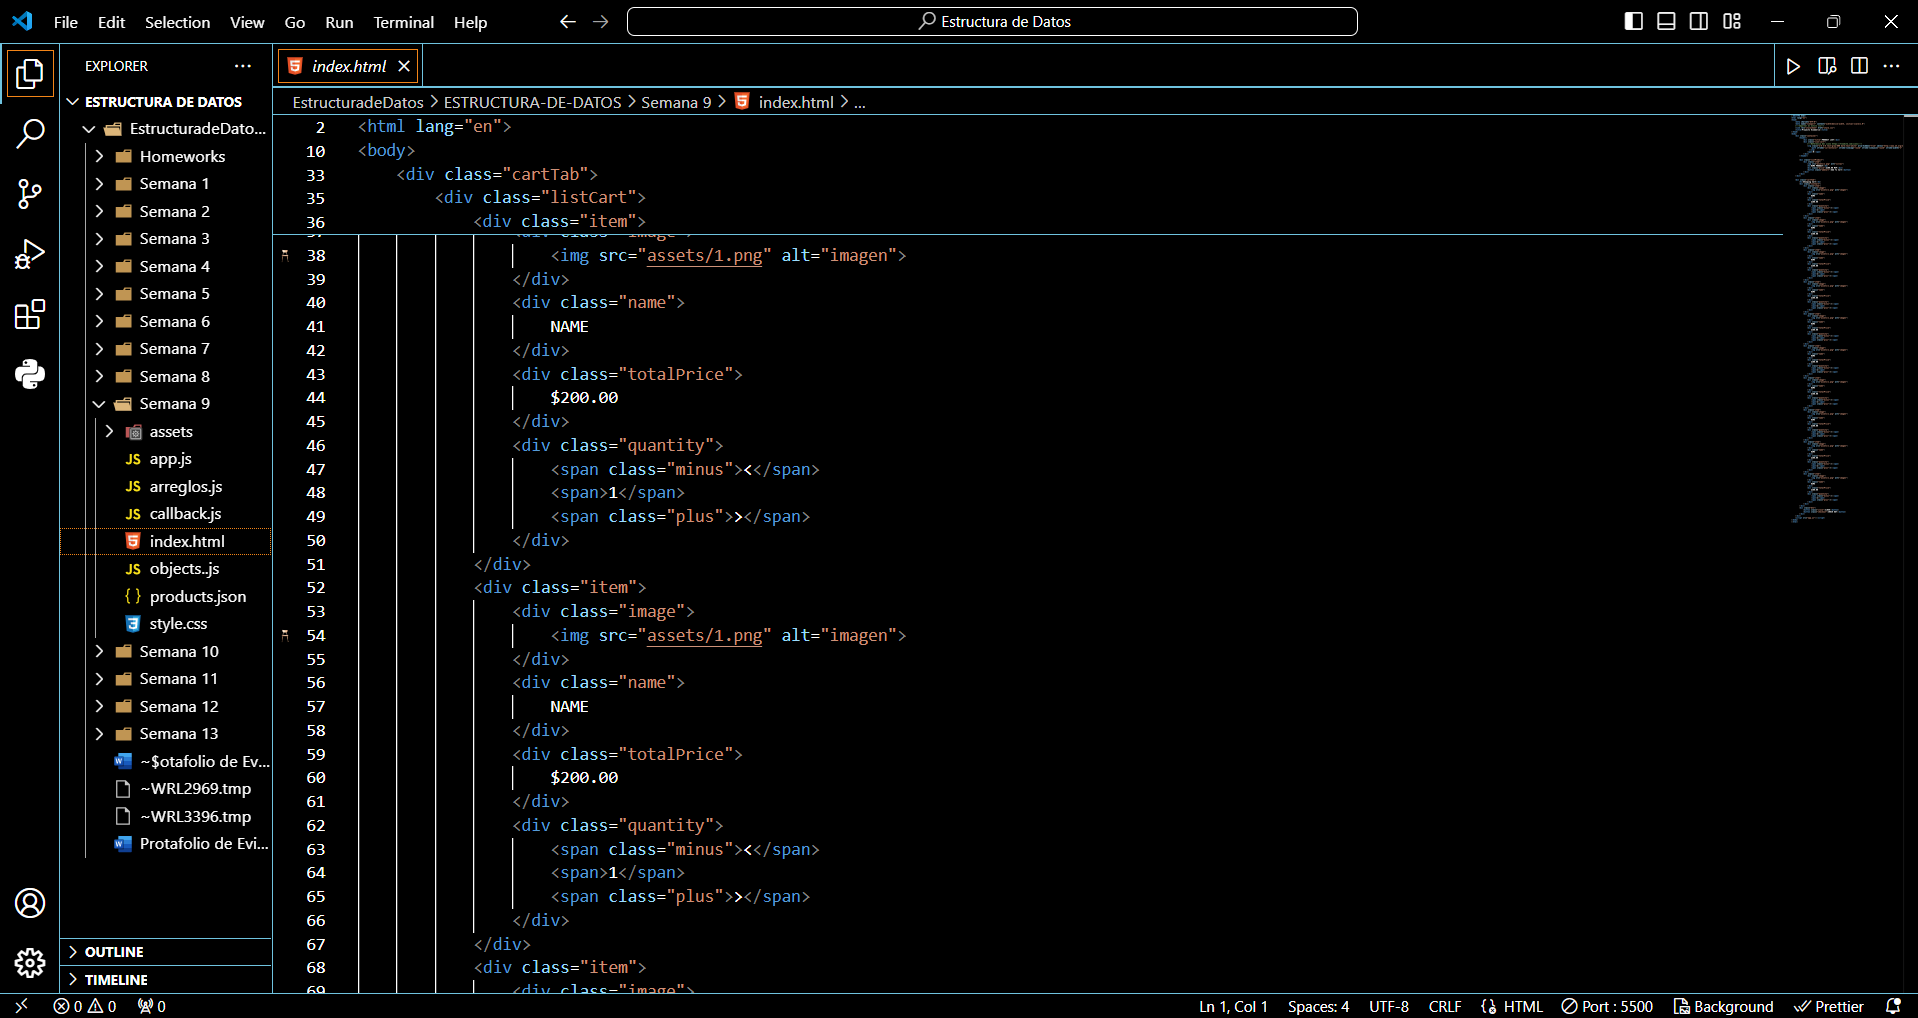 File Edit Selection View Go Run Terminal Help
Estructura de Datos
EXPLORER
ESTRUCTURA DE DATOS
EstructuradeDato...
Homeworks
Semana 1
Semana 2
Semana 3
Semana 4
Semana 5
Semana 6
Semana 7
Semana 8
Semana 9
assets
JS app.js
JS arreglos.js
JS callback.js
index.html
JS objects..js
{ } products.json
style.css
Semana 10
Semana 11
Semana 12
Semana 13
~$otafolio de Ev...
~WRL2969.tmp
~WRL3396.tmp
Protafolio de Evi...
OUTLINE
TIMELINE
index.html
EstructuradeDatos > ESTRUCTURA-DE-DATOS > Semana 9 > index.html > ...
2 <html lang="en">
10 <body>
33 <div class="cartTab">
35 <div class="listCart">
36 <div class="item">
38 <img src="assets/1.png" alt="imagen">
39 </div>
40 <div class="name">
41 NAME
42 </div>
43 <div class="totalPrice">
44 $200.00
45 </div>
46 <div class="quantity">
47 <span class="minus"><</span>
48 <span>1</span>
49 <span class="plus">></span>
50 </div>
51 </div>
52 <div class="item">
53 <div class="image">
54 <img src="assets/1.png" alt="imagen">
55 </div>
56 <div class="name">
57 NAME
58 </div>
59 <div class="totalPrice">
60 $200.00
61 </div>
62 <div class="quantity">
63 <span class="minus"><</span>
64 <span>1</span>
65 <span class="plus">></span>
66 </div>
67 </div>
68 <div class="item">
69 <div class="image">
0 0 0 Ln 1, Col 1 Spaces: 4 UTF-8 CRLF HTML Port : 5500 Background Prettier